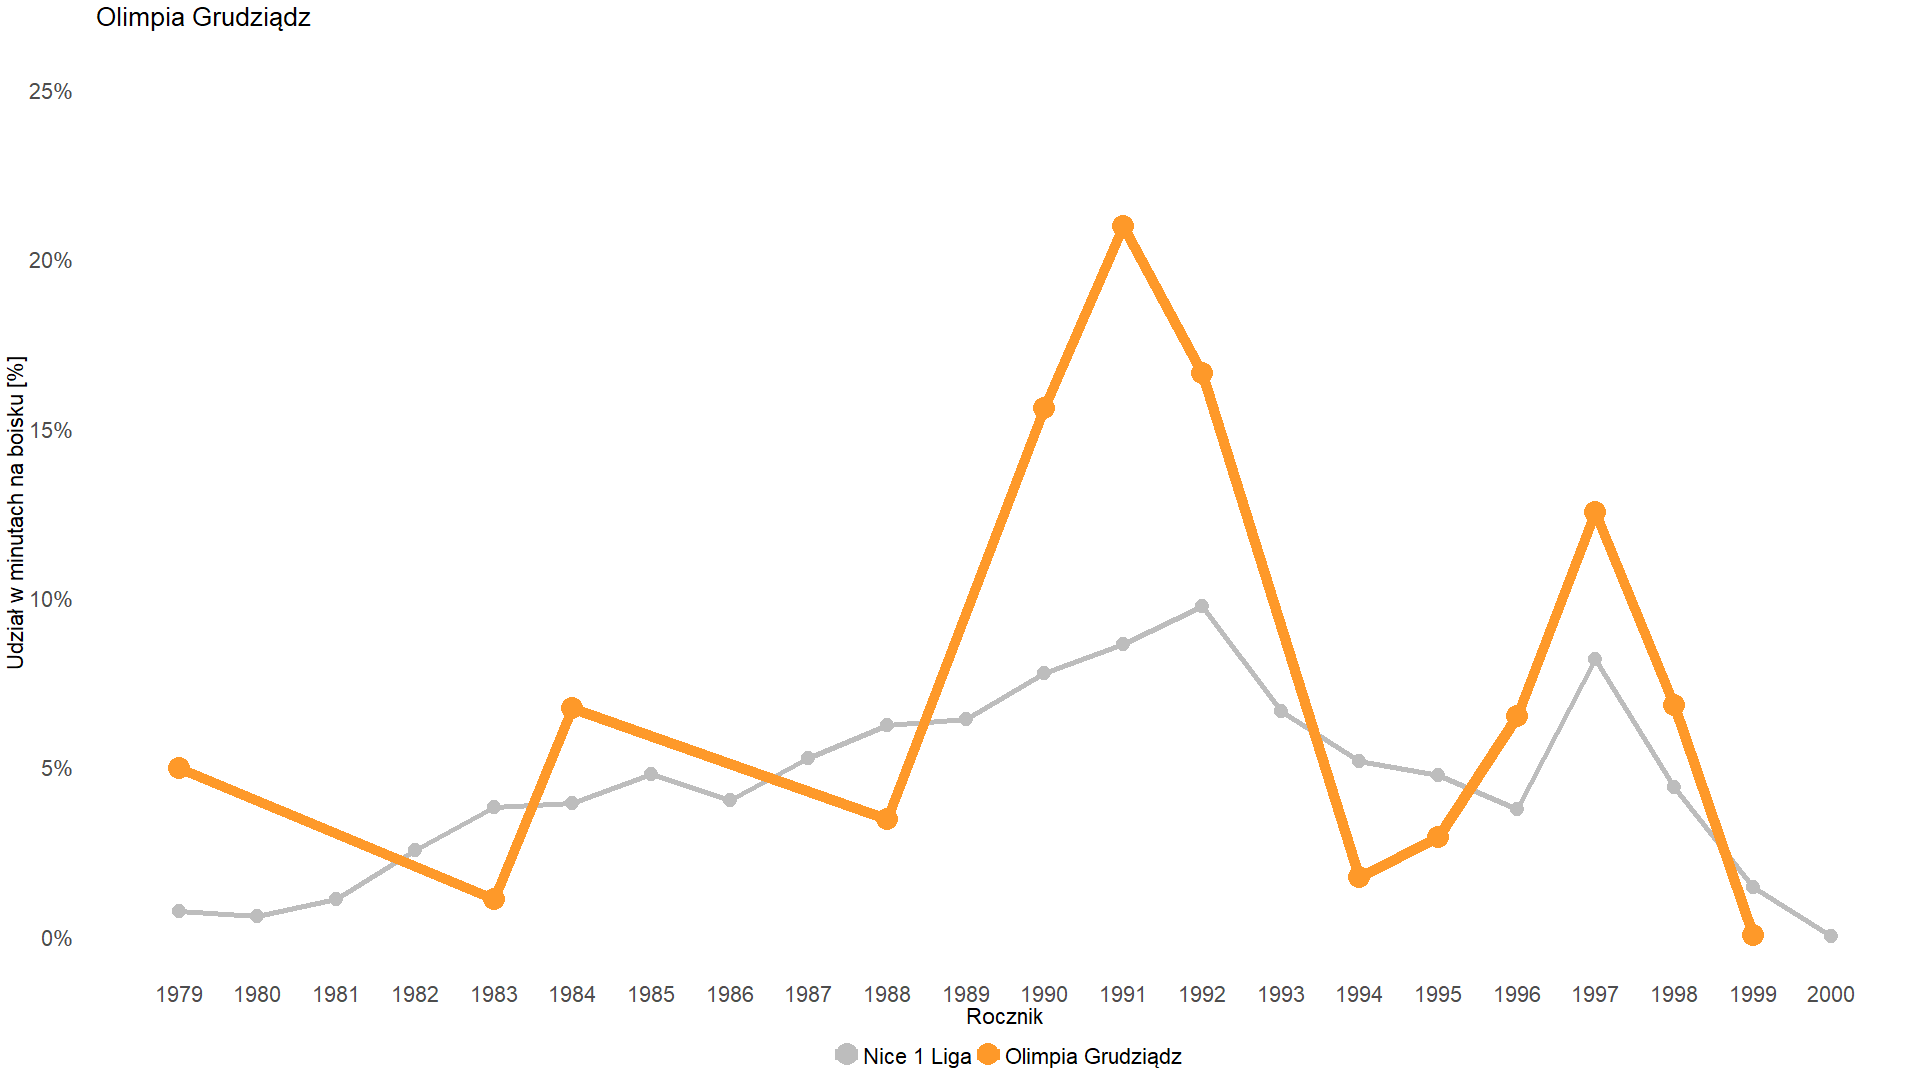 Olimpia Grudziądz
25%
20%
15%
10%
5%
0%
Udział w minutach na boisku [%]
1979 1980 1981 1982 1983 1984 1985 1986 1987 1988 1989 1990 1991 1992 1993 1994 1995 1996 1997 1998 1999 2000
Rocznik
Nice 1 Liga Olimpia Grudziądz